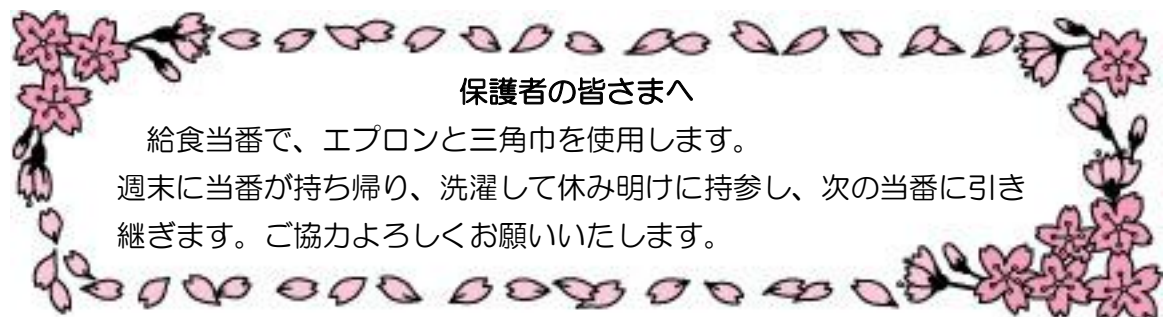 保護者の皆さまへ
　給食当番で、エプロンと三角巾を使用します。
週末に当番が持ち帰り、洗濯して休み明けに持参し、次の当番に引き
継ぎます。ご協力よろしくお願いいたします。